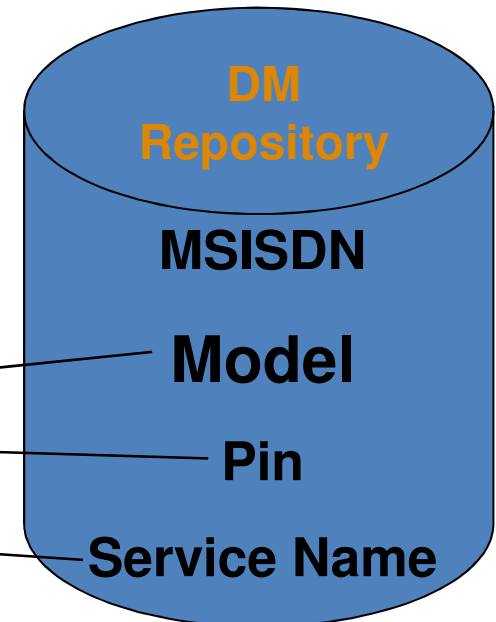 DM
Repository
MSISDN
Model
Pin
Service Name